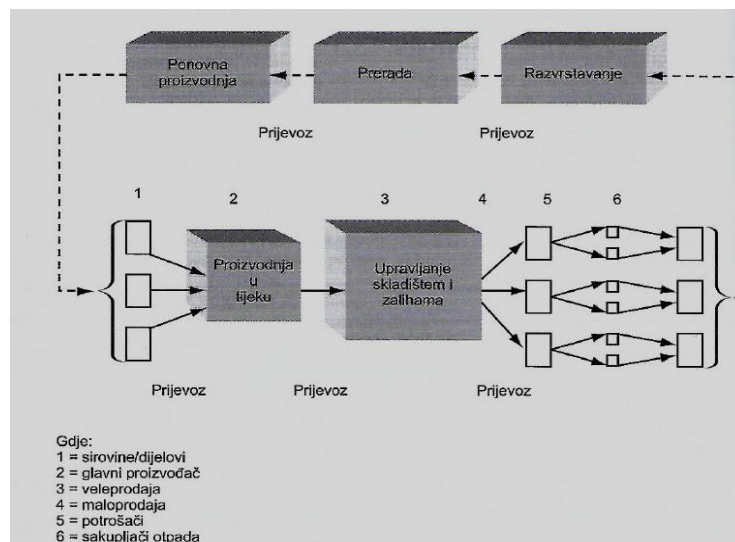 Ponovna
proizvodnja
Prerada
Razvrstavanje
Prijevoz
Prijevoz
1
2
3
4
5
6
Proizvodnja
u
tijeku
Upravljanje
skladištem i
zalihama
Prijevoz
Prijevoz
Prijevoz
Gdje:
1 = sirovine/dijelovi
2 = glavni proizvođač
3 = veleprodaja
4 = maloprodaja
5 = potrošači
6 = sakupljači otpada